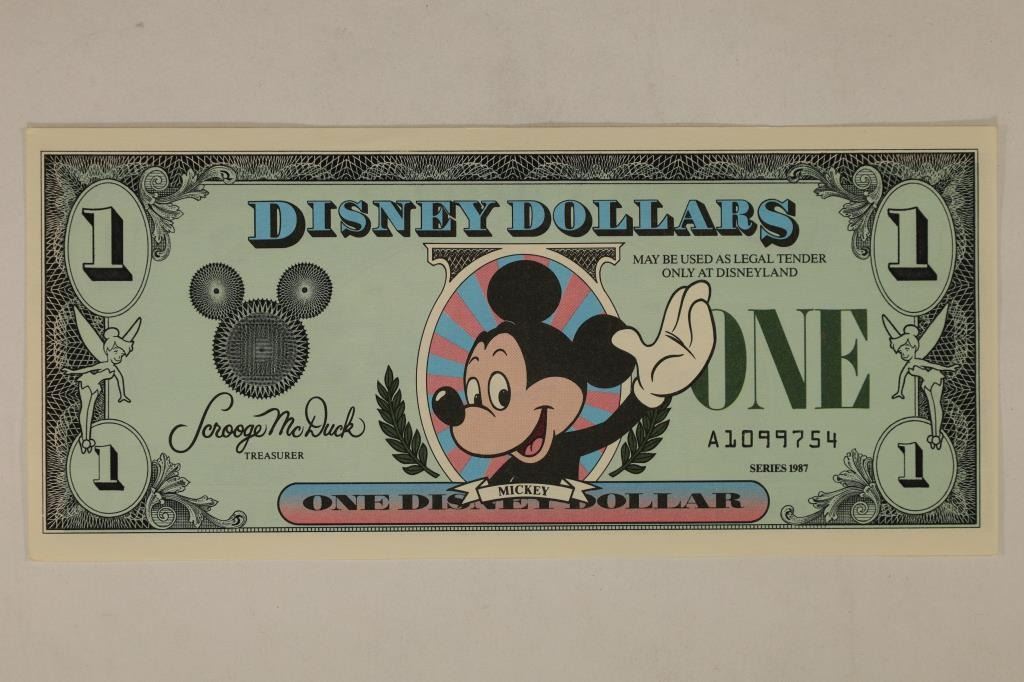 DISNEY DOLLARS
1
1
MAY BE USED AS LEGAL TENDER
ONLY AT DISNEYLAND
ONE
Scrooge McDuck
TREASURER
A1099754
SERIES 1987
1
1
MICKEY
ONE DISNEY DOLLAR